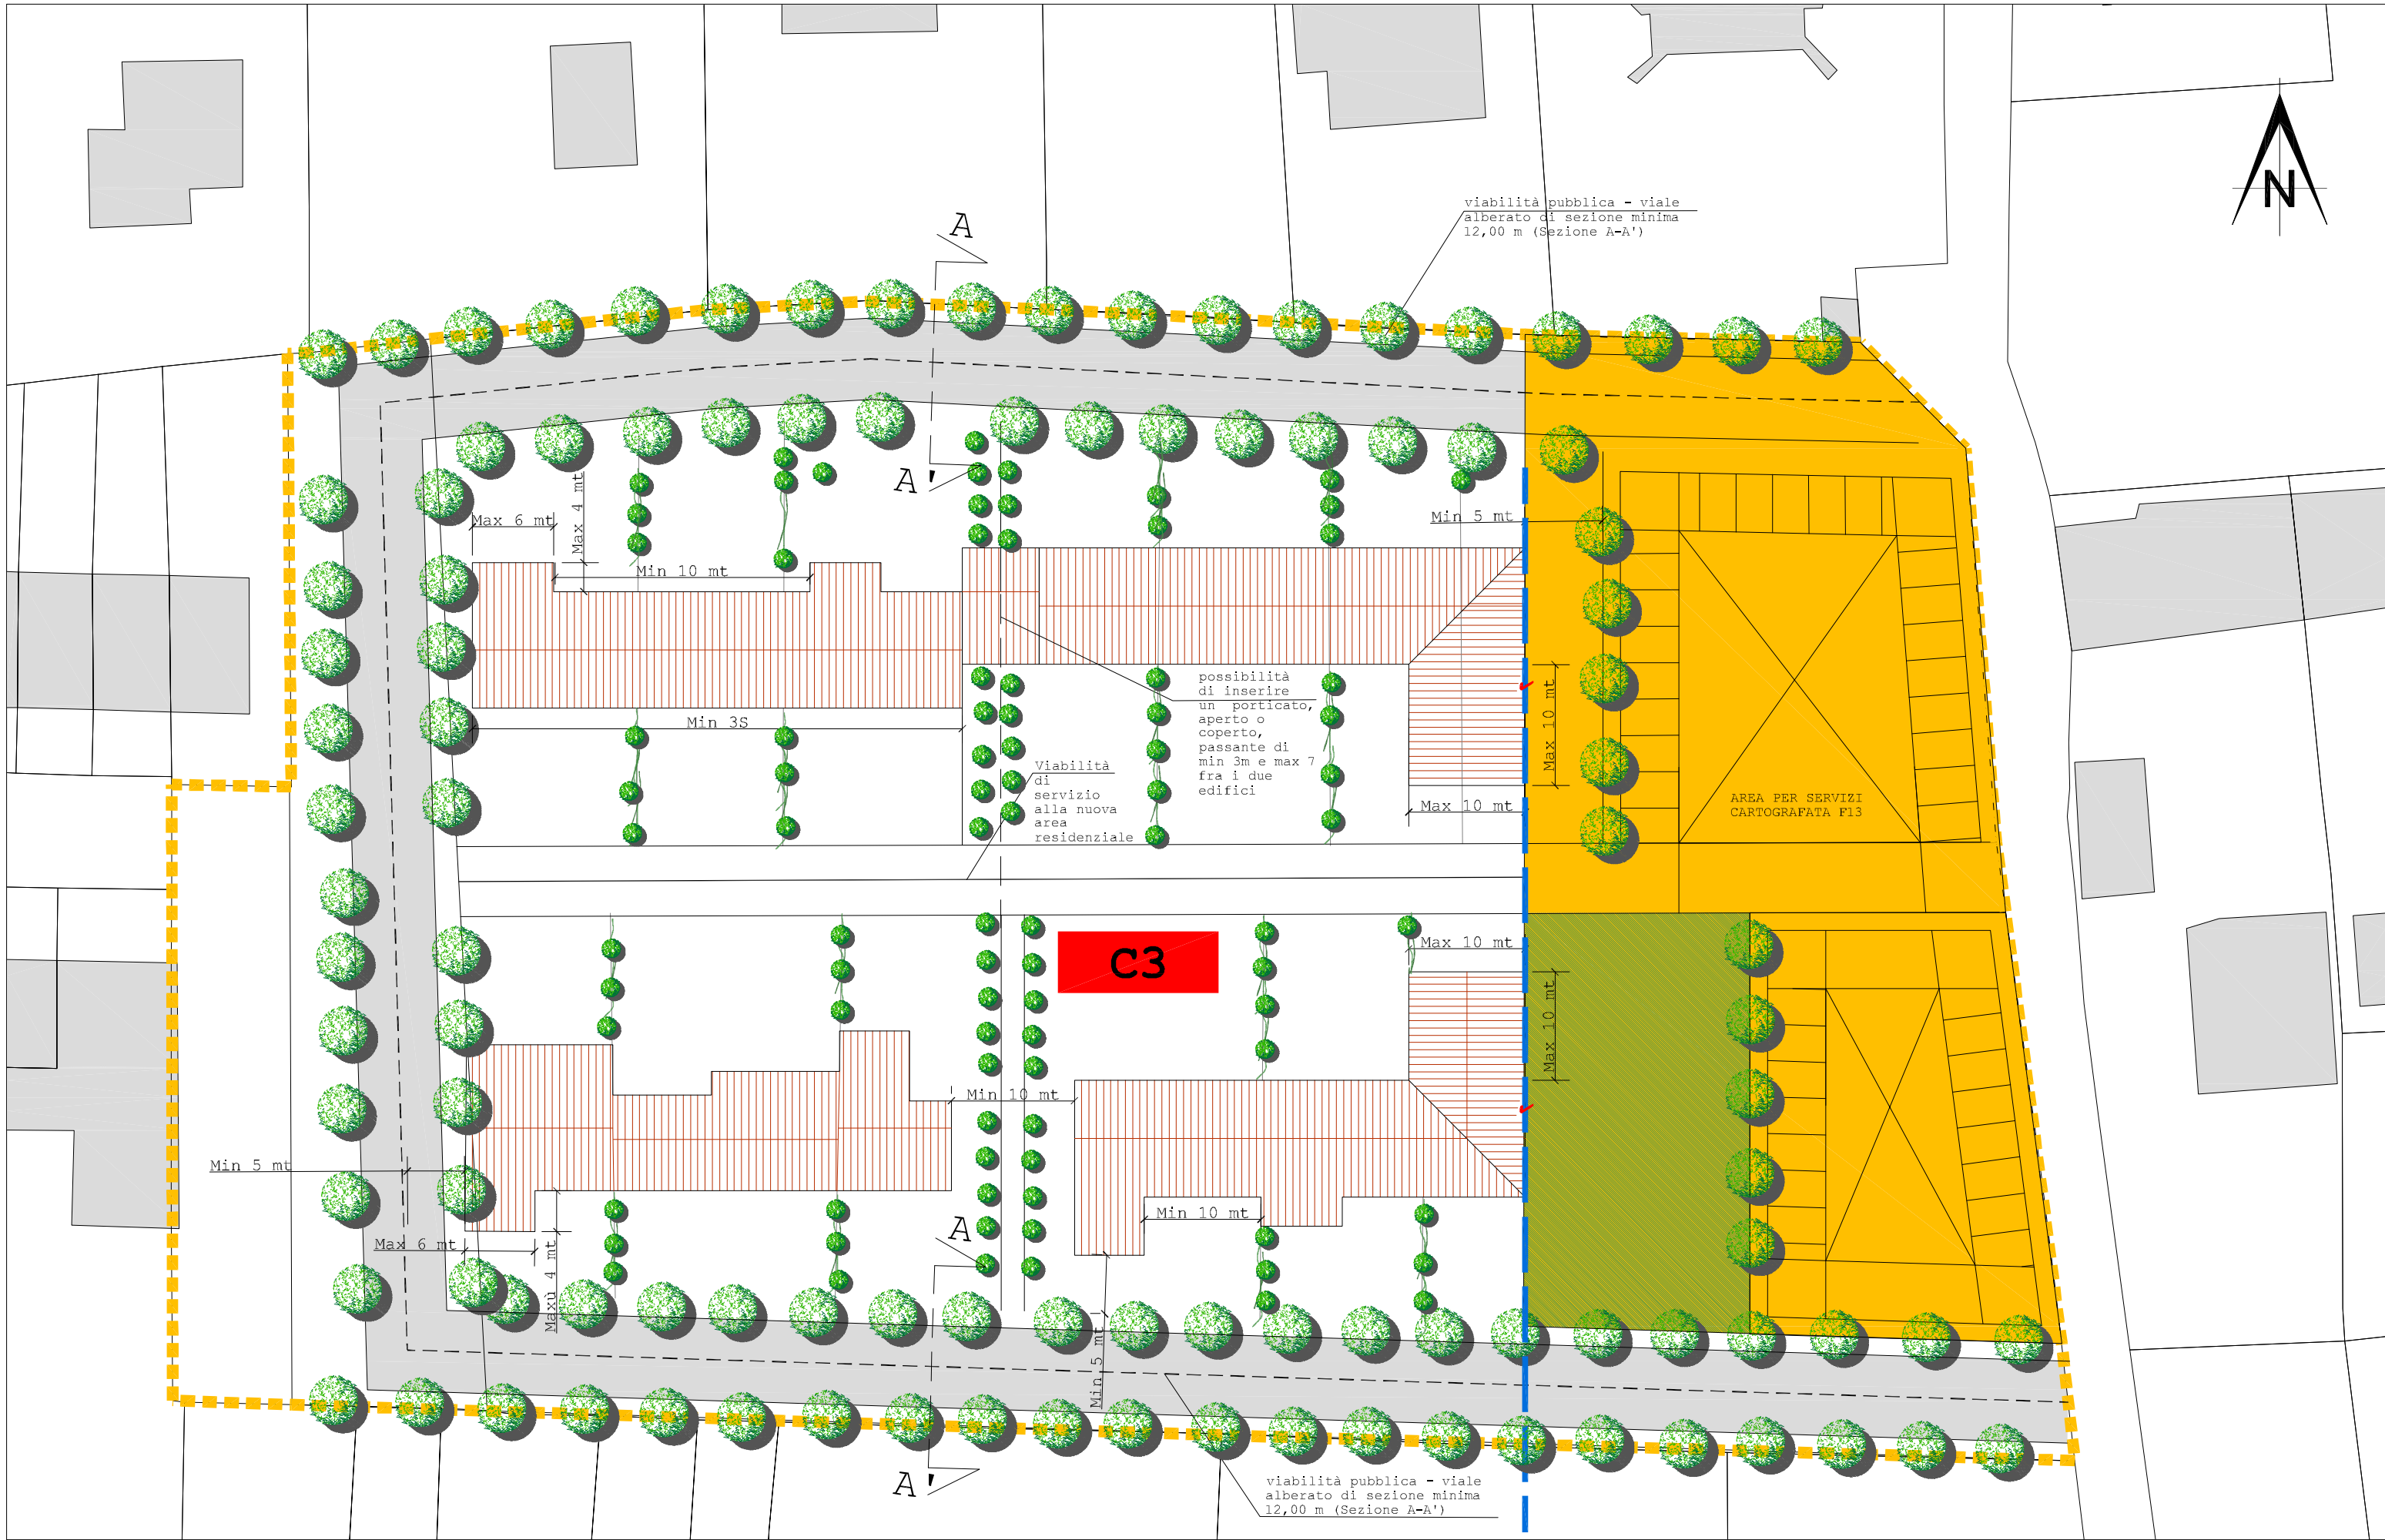 N
viabilità pubblica - viale
alberato di sezione minima
12,00 m (Sezione A-A')
A
A'
Max 6 mt
Max 4 mt
Min 10 mt
Min 5 mt
Min 3S
possibilità
di inserire
un porticato,
aperto o
coperto,
passante di
min 3m e max 7
fra i due
edifici
Max 10 mt
Max 10 mt
Viabilità
di
servizio
alla nuova
area
residenziale
AREA PER SERVIZI
CARTOGRAFATA F13
C3
Max 10 mt
Max 10 mt
Min 10 mt
Min 5 mt
Min 10 mt
Max 6 mt
Maxù 4 mt
A
Min 5 mt
A'
viabilità pubblica - viale
alberato di sezione minima
12,00 m (Sezione A-A')